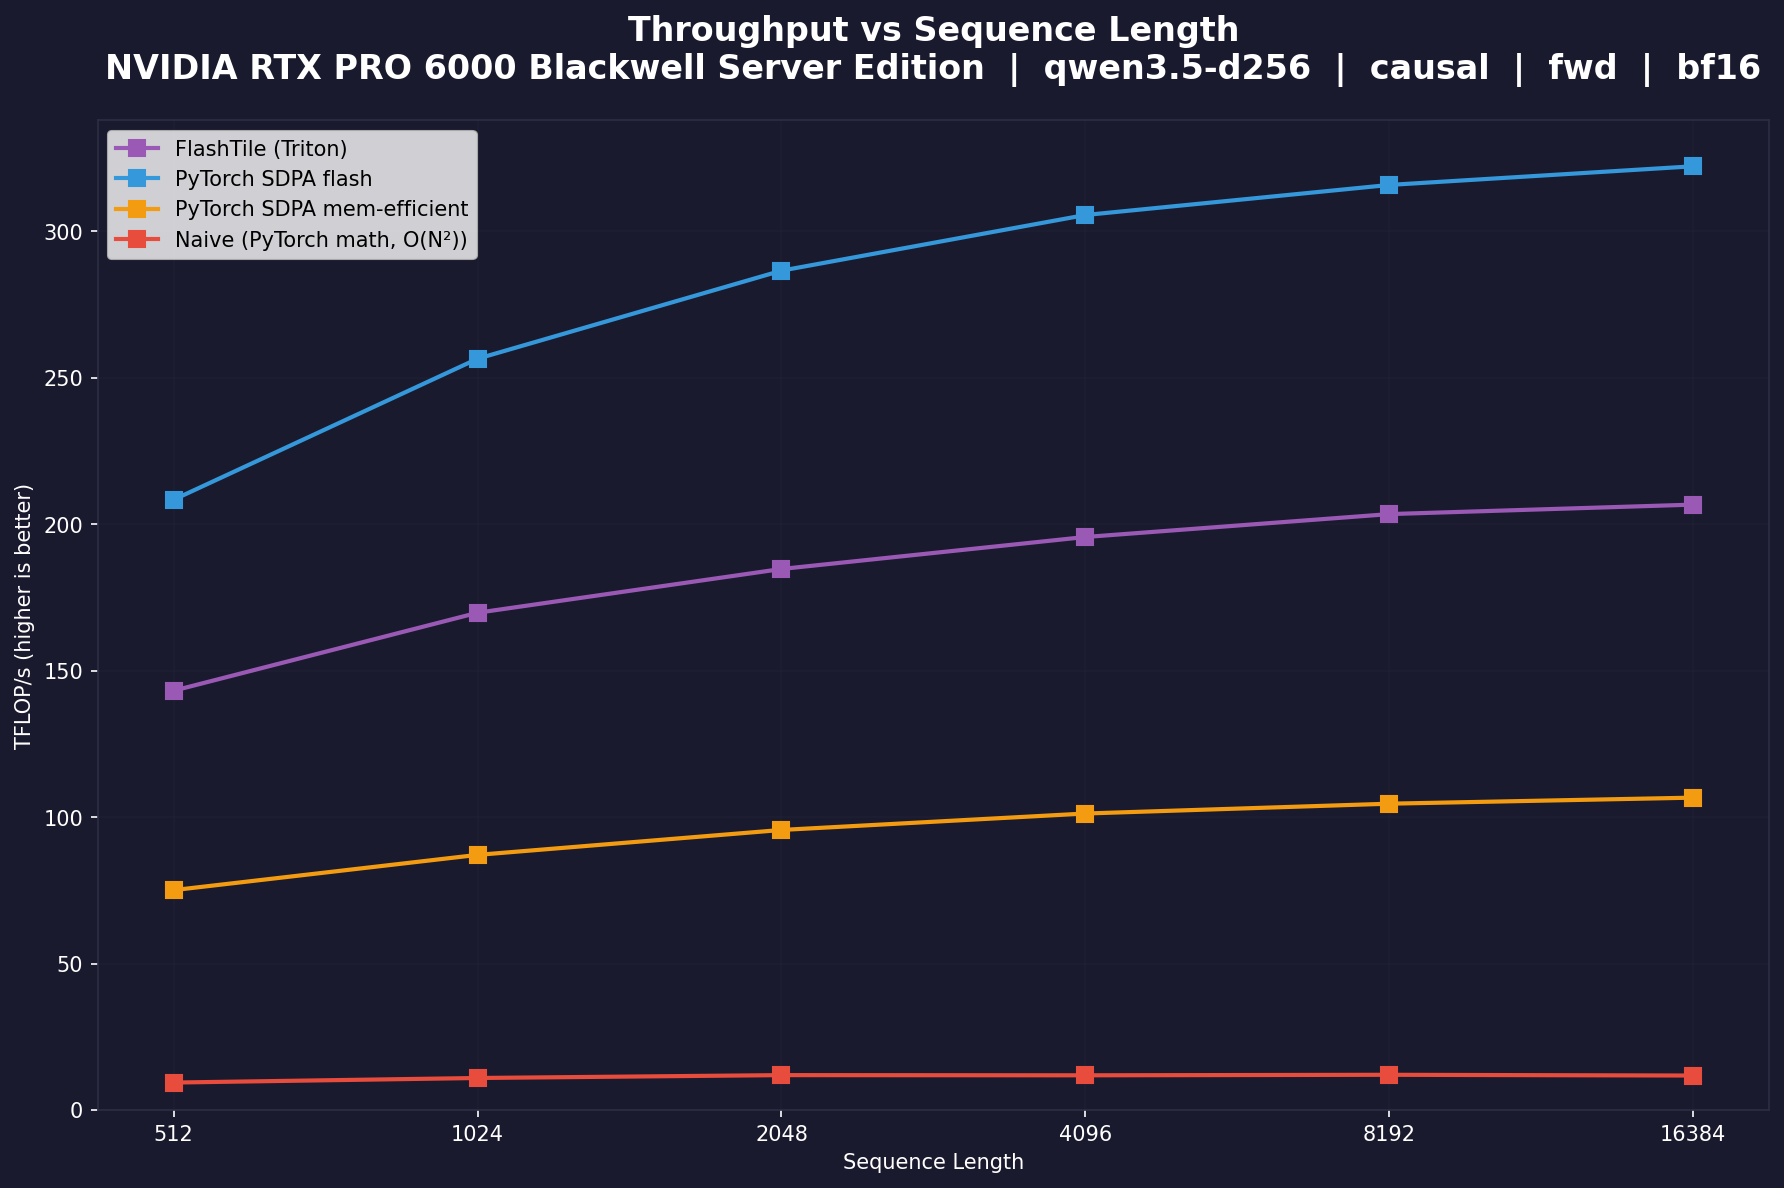 Throughput vs Sequence Length
NVIDIA RTX PRO 6000 Blackwell Server Edition | qwen3.5-d256 | causal | fwd | bf16
FlashTile (Triton)
PyTorch SDPA flash
PyTorch SDPA mem-efficient
Naive (PyTorch math, O(N²))
TFLOP/s (higher is better)
300
250
200
150
100
50
0
512 1024 2048 4096 8192 16384
Sequence Length